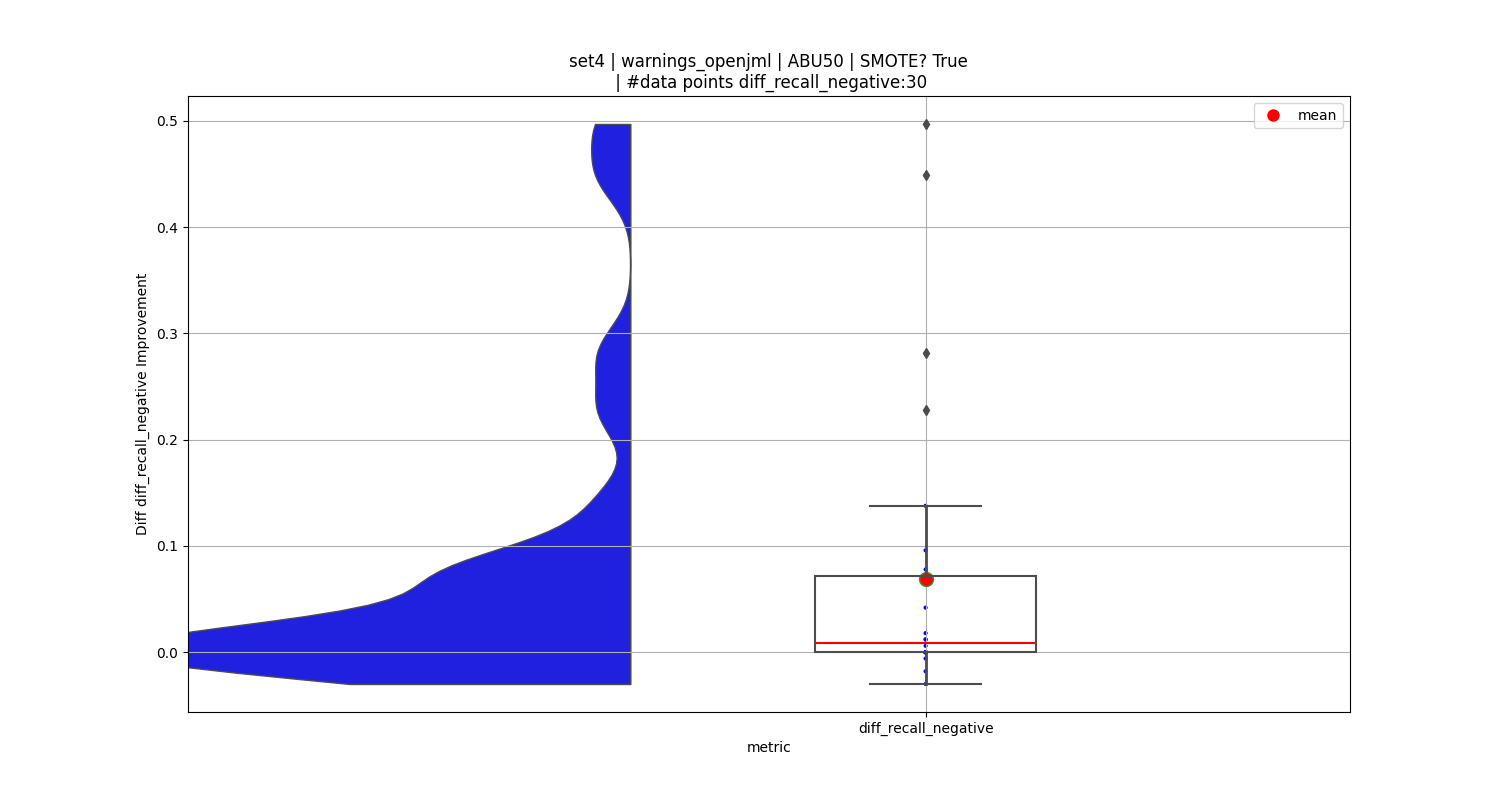 set4 | warnings_openjml | ABU50 | SMOTE? True
| #data points diff_recall_negative:30
mean
0.5
0.4
0.3
0.2
0.1
0.0
Diff diff_recall_negative Improvement
diff_recall_negative
metric